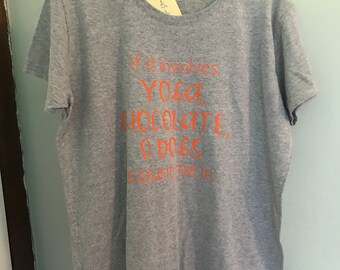 if it involves
YOGA,
CHOCOLATE,
& DOGS
count me in